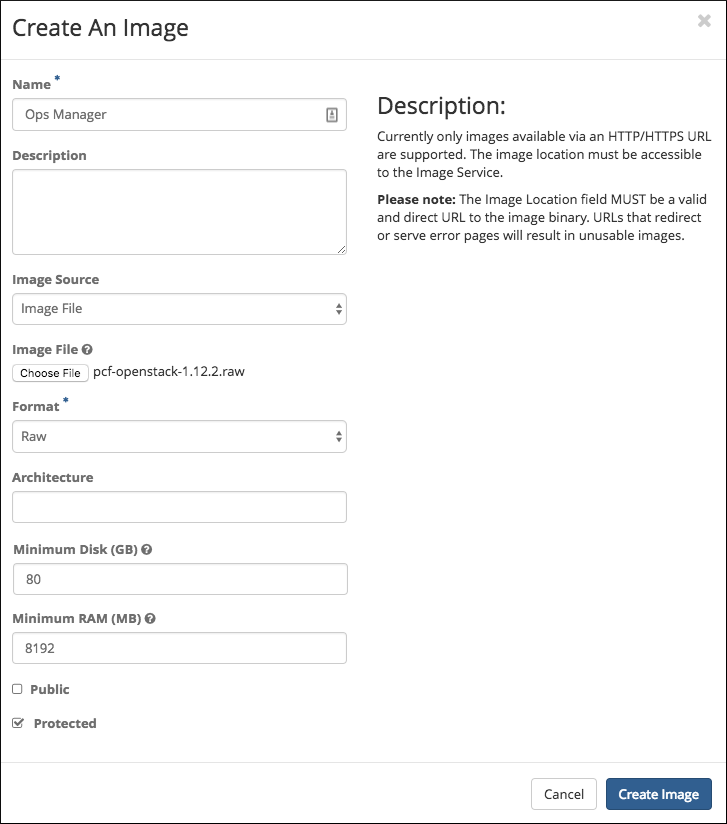 Create An Image
Name *
Ops Manager
Description
Image Source
Image File
Image File
Choose File pcf-openstack-1.12.2.raw
Format *
Raw
Architecture
Minimum Disk (GB)
80
Minimum RAM (MB)
8192
Public
Protected
Description:
Currently only images available via an HTTP/HTTPS URL
are supported. The image location must be accessible
to the Image Service.
Please note: The Image Location field MUST be a valid
and direct URL to the image binary. URLs that redirect
or serve error pages will result in unusable images.
Cancel
Create Image